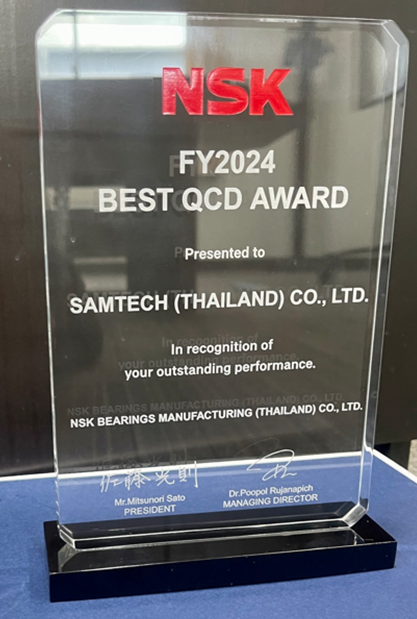 NSK
FY2024
BEST QCD AWARD
Presented to
SAMTECH (THAILAND) CO., LTD.
In recognition of
your outstanding performance.
NSK BEARINGS MANUFACTURING (THAILAND) CO., LTD.
佐藤光則
Mr.Mitsunori Sato
PRESIDENT
Dr.Poopol Rujanapich
MANAGING DIRECTOR